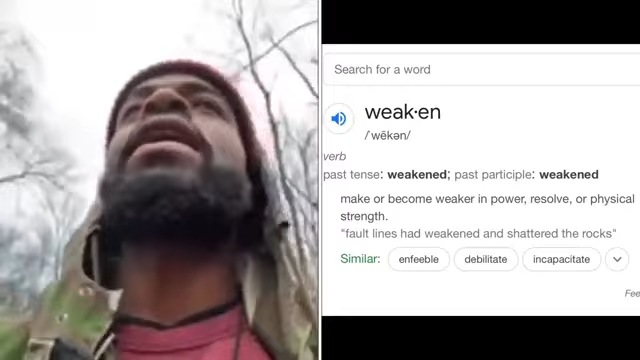 Search for a word
weak·en
/ˈwēkən/
verb
past tense: weakened; past participle: weakened
make or become weaker in power, resolve, or physical
strength.
"fault lines had weakened and shattered the rocks"
Similar: enfeeble debilitate incapacitate
Fee